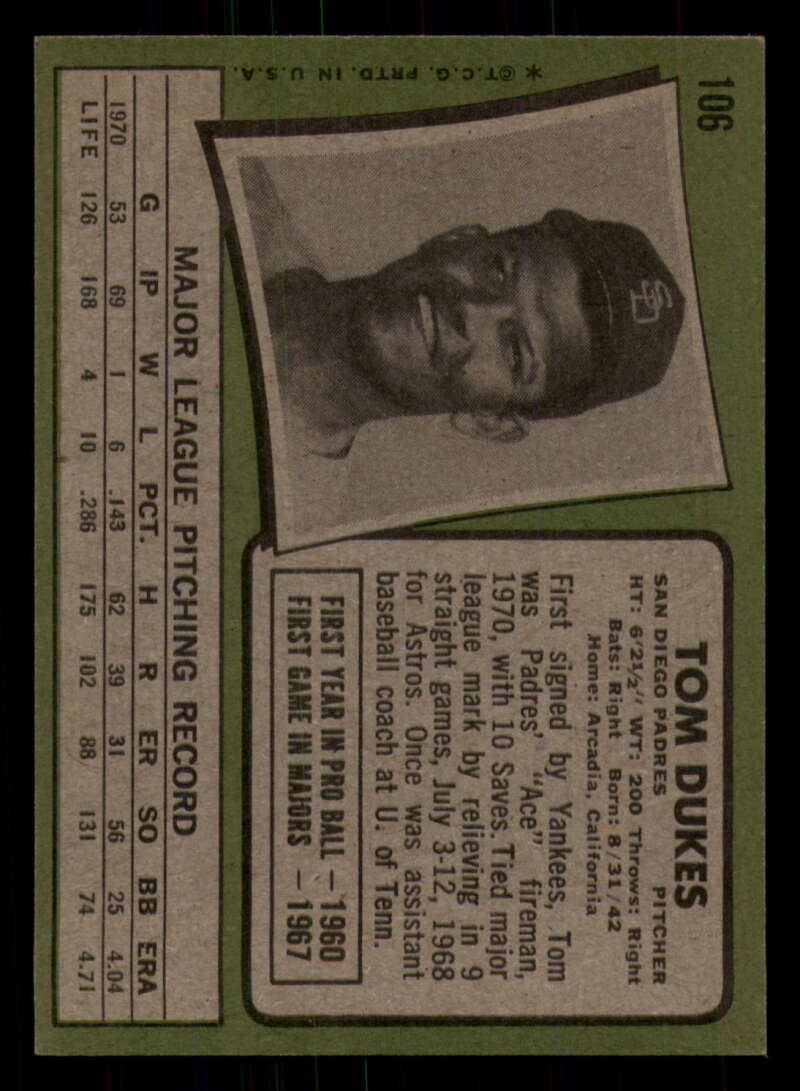 106
* ©T.C.G. PRTD. IN U.S.A.
SD
TOM DUKES
SAN DIEGO PADRES PITCHER
HT: 6'2½" WT: 200 Throws: Right
Bats: Right Born: 8/31/42
Home: Arcadia, California
First signed by Yankees, Tom
was Padres' "Ace" fireman,
1970, with 10 Saves. Tied major
league mark by relieving in 9
straight games, July 3-12, 1968
for Astros. Once was assistant
baseball coach at U. of Tenn.
FIRST YEAR IN PRO BALL — 1960
FIRST GAME IN MAJORS — 1967
MAJOR LEAGUE PITCHING RECORD
G IP W L PCT. H R ER SO BB ERA
1970 53 69 1 6 .143 62 39 31 56 25 4.04
LIFE 126 168 4 10 .286 175 102 88 131 74 4.71